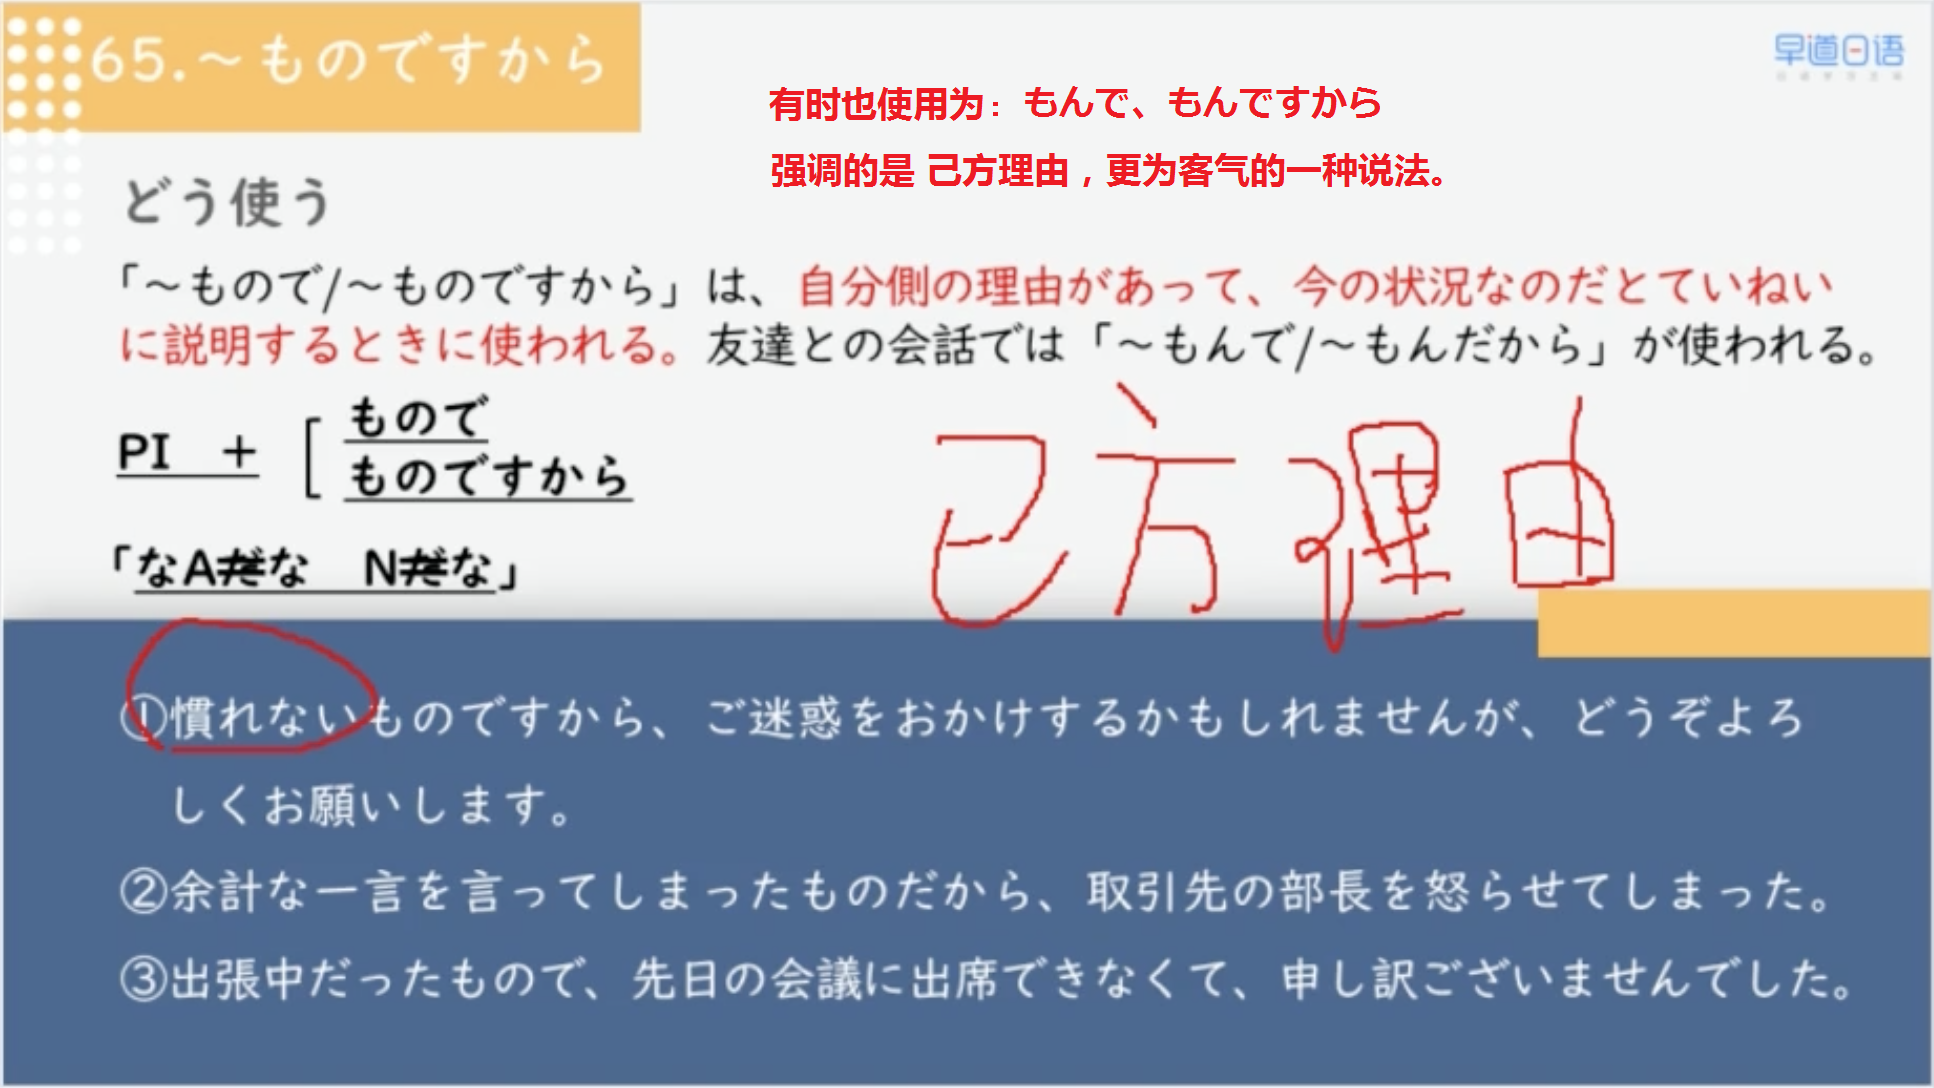 65.～ものですから
早道日语
有时也使用为：もんで、もんですから
强调的是 己方理由，更为客气的一种说法。
どう使う
「～もので/～ものですから」は、自分側の理由があって、今の状況なのだとていねい
に説明するときに使われる。友達との会話では「～もんで/～もんだから」が使われる。
もので
PI ＋
ものですから
己方理由
「なAだな Nだな」
①慣れないものですから、ご迷惑をおかけするかもしれませんが、どうぞよろ
しくお願いします。
②余計な一言を言ってしまったものだから、取引先の部長を怒らせてしまった。
③出張中だったもので、先日の会議に出席できなくて、申し訳ございませんでした。